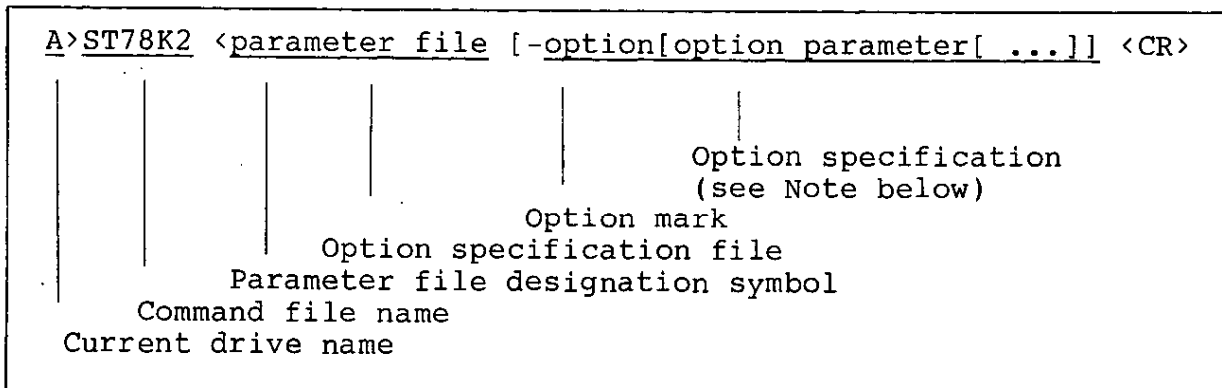 A>ST78K2 <parameter file [-option[option parameter[ ...]] <CR>
Option specification
(see Note below)
Option mark
Option specification file
Parameter file designation symbol
Command file name
Current drive name